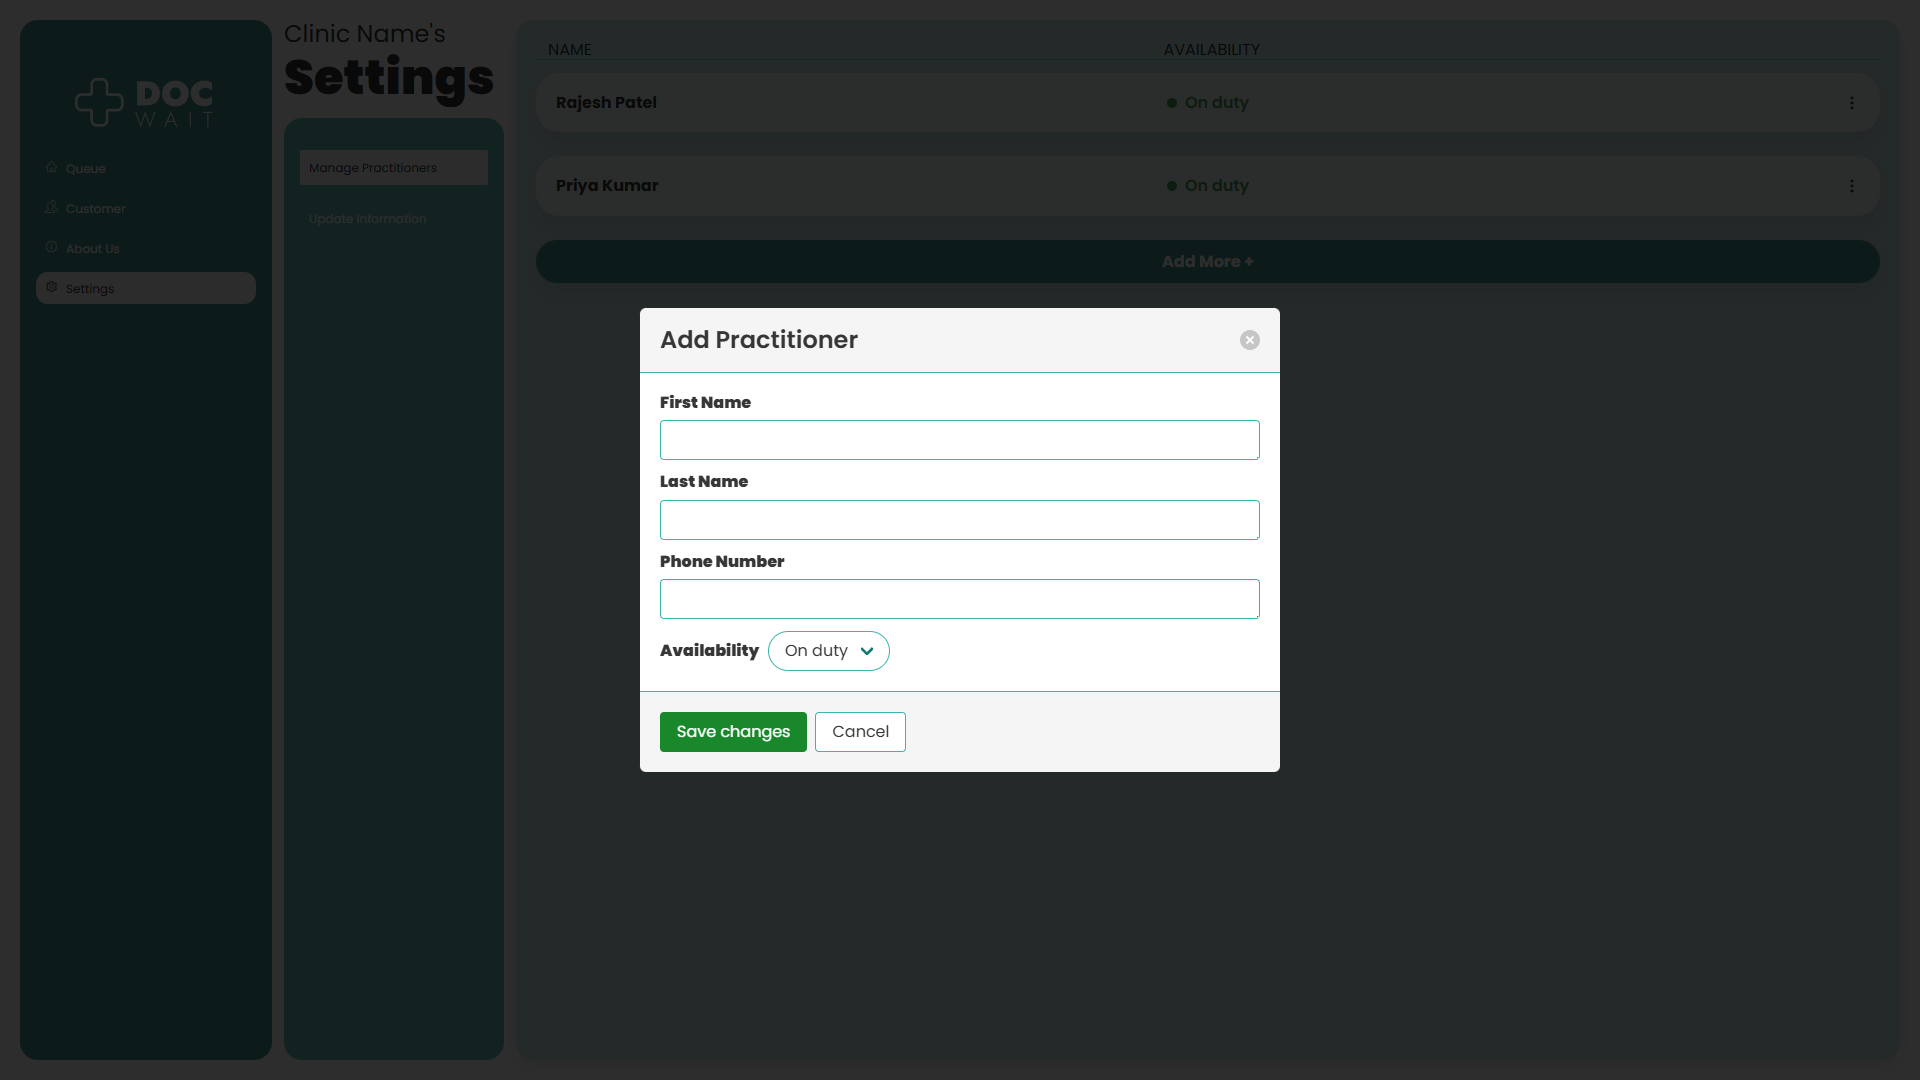 DOC
WAIT
Queue
Customer
About Us
Settings
Clinic Name's
Settings
Manage Practitioners
Update Information
NAME
AVAILABILITY
Rajesh Patel
On duty
Priya Kumar
On duty
Add More +
Add Practitioner
First Name
Last Name
Phone Number
Availability
On duty
Save changes
Cancel